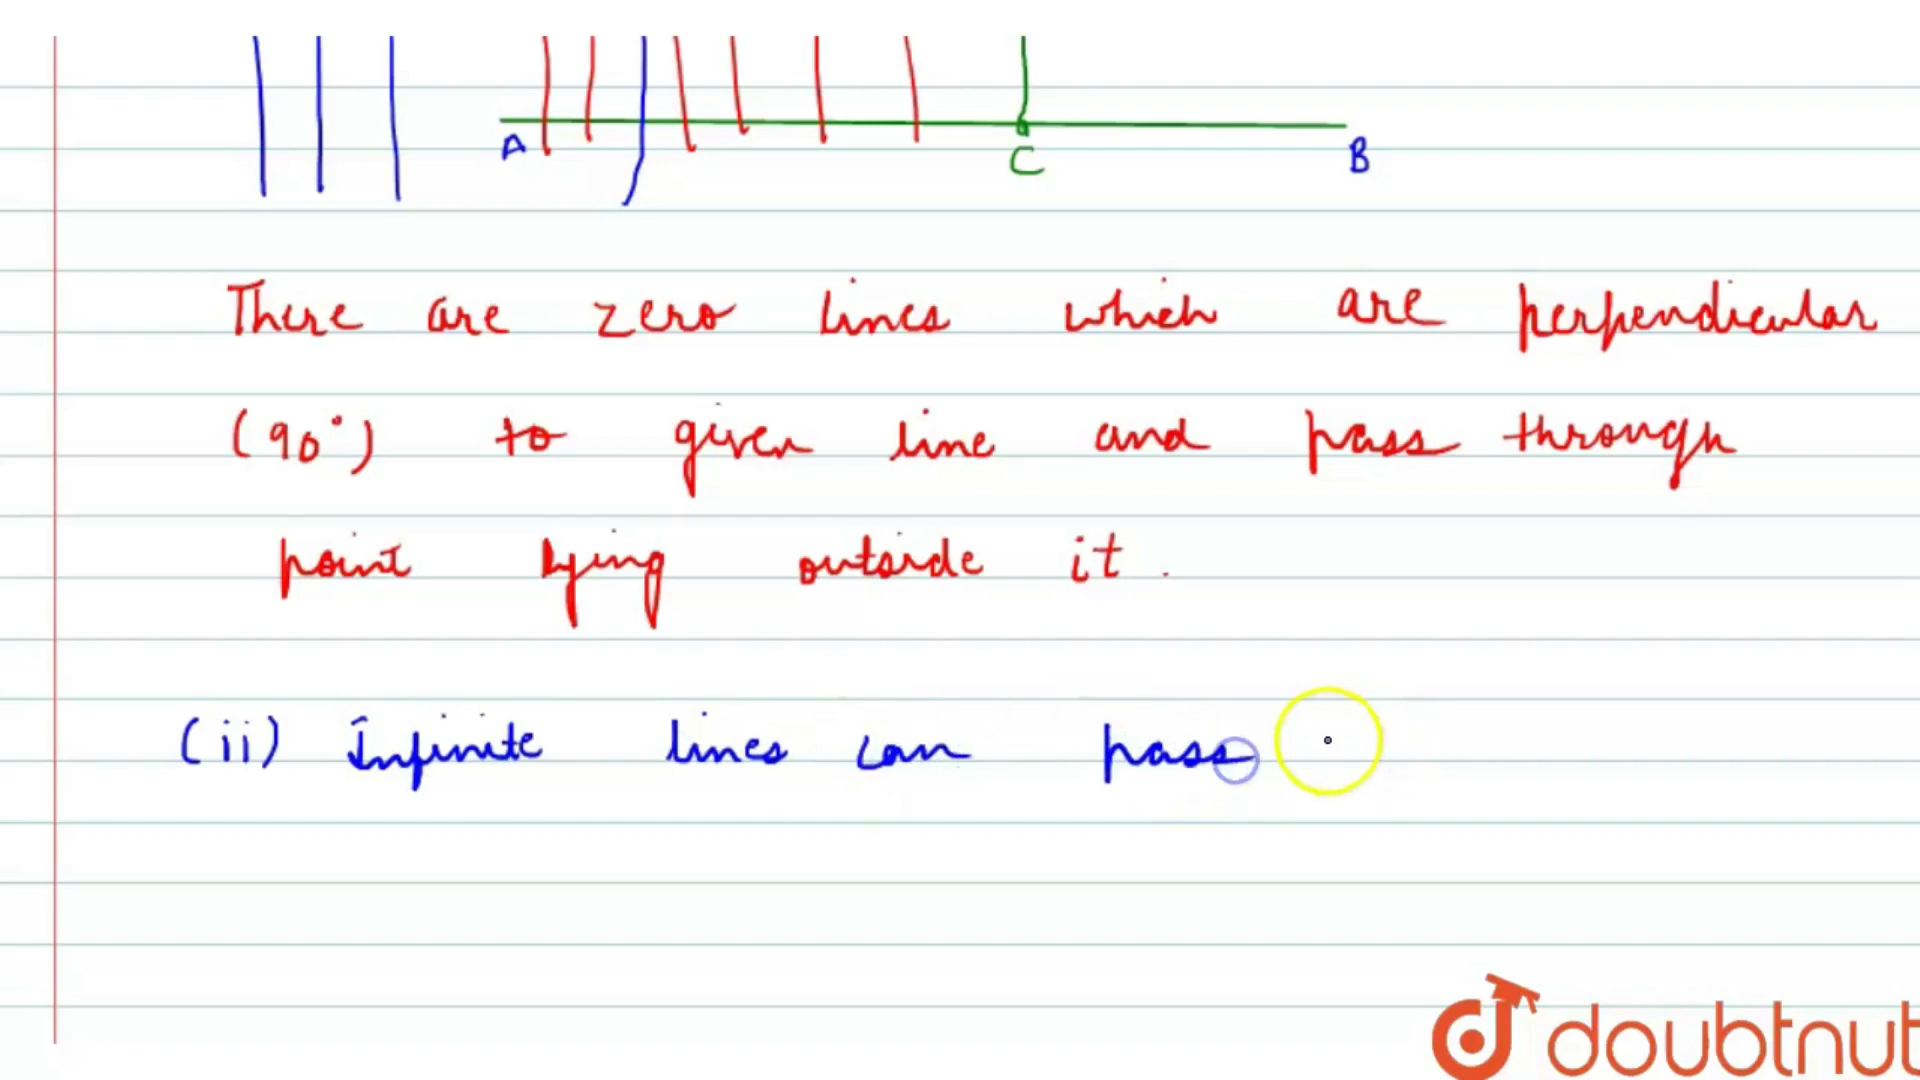 A C B
There are zero lines which are perpendicular
(90°) to given line and pass through
point lying outside it.
(ii) Infinite lines can pass
doubtnut